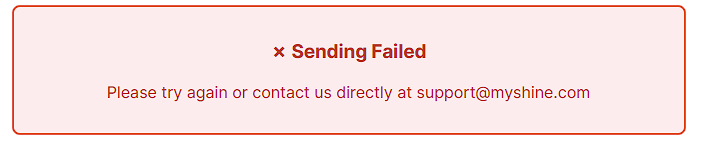 × Sending Failed
Please try again or contact us directly at support@myshine.com